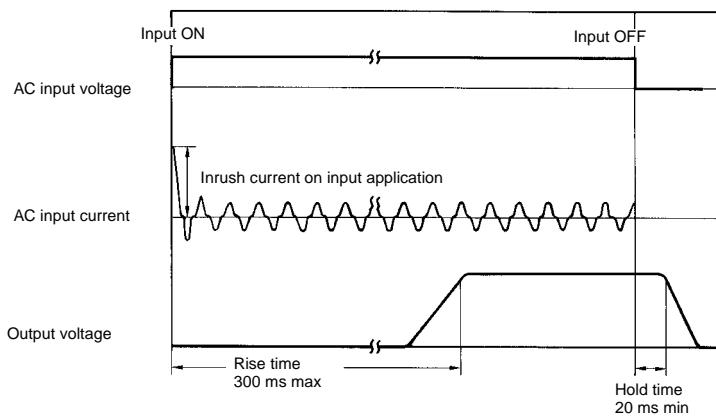 Input ON
Input OFF
AC input voltage
Inrush current on input application
AC input current
Output voltage
Rise time
300 ms max
Hold time
20 ms min